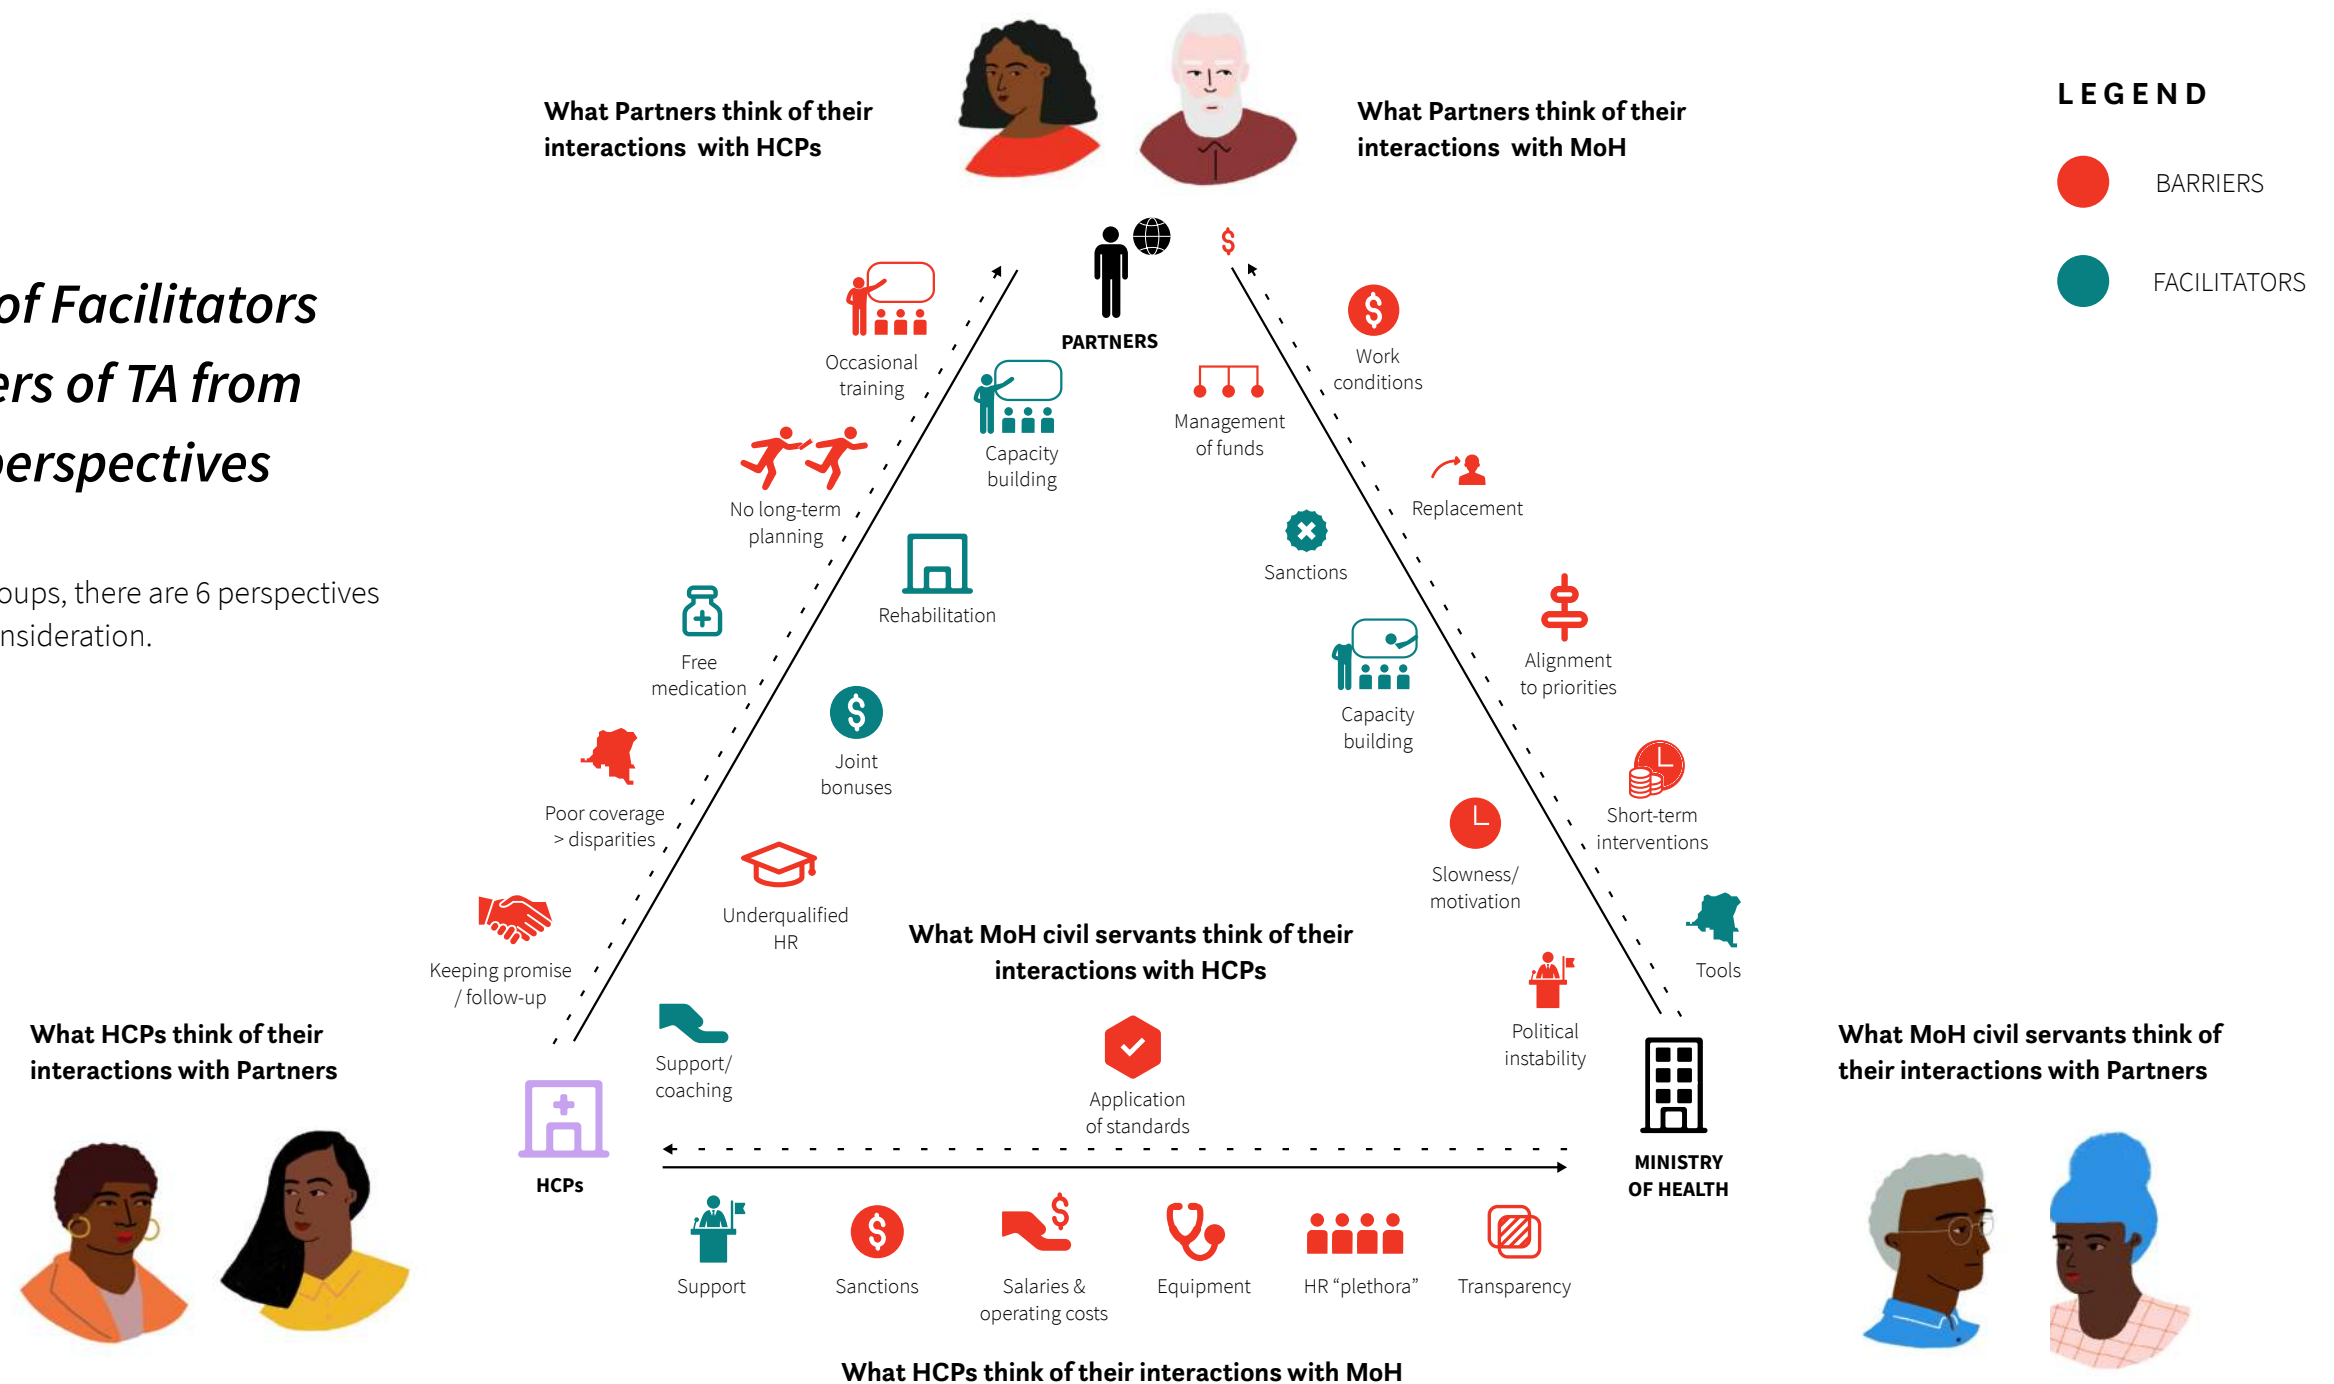 of Facilitators
ers of TA from
perspectives
oups, there are 6 perspectives
nsideration.
What Partners think of their
interactions with HCPs
What Partners think of their
interactions with MoH
LEGEND
BARRIERS
FACILITATORS
PARTNERS
$
Occasional
training
Capacity
building
No long-term
planning
Rehabilitation
Free
medication
$
Joint
bonuses
Poor coverage
> disparities
Underqualified
HR
Keeping promise
/ follow-up
Support/
coaching
$
Work
conditions
Management
of funds
Replacement
Sanctions
Alignment
to priorities
Capacity
building
Short-term
interventions
Slowness/
motivation
Tools
Political
instability
What MoH civil servants think of their
interactions with HCPs
Application
of standards
What HCPs think of their
interactions with Partners
What MoH civil servants think of
their interactions with Partners
HCPs
MINISTRY
OF HEALTH
Support
$
Sanctions
$
Salaries &
operating costs
Equipment
HR “plethora”
Transparency
What HCPs think of their interactions with MoH